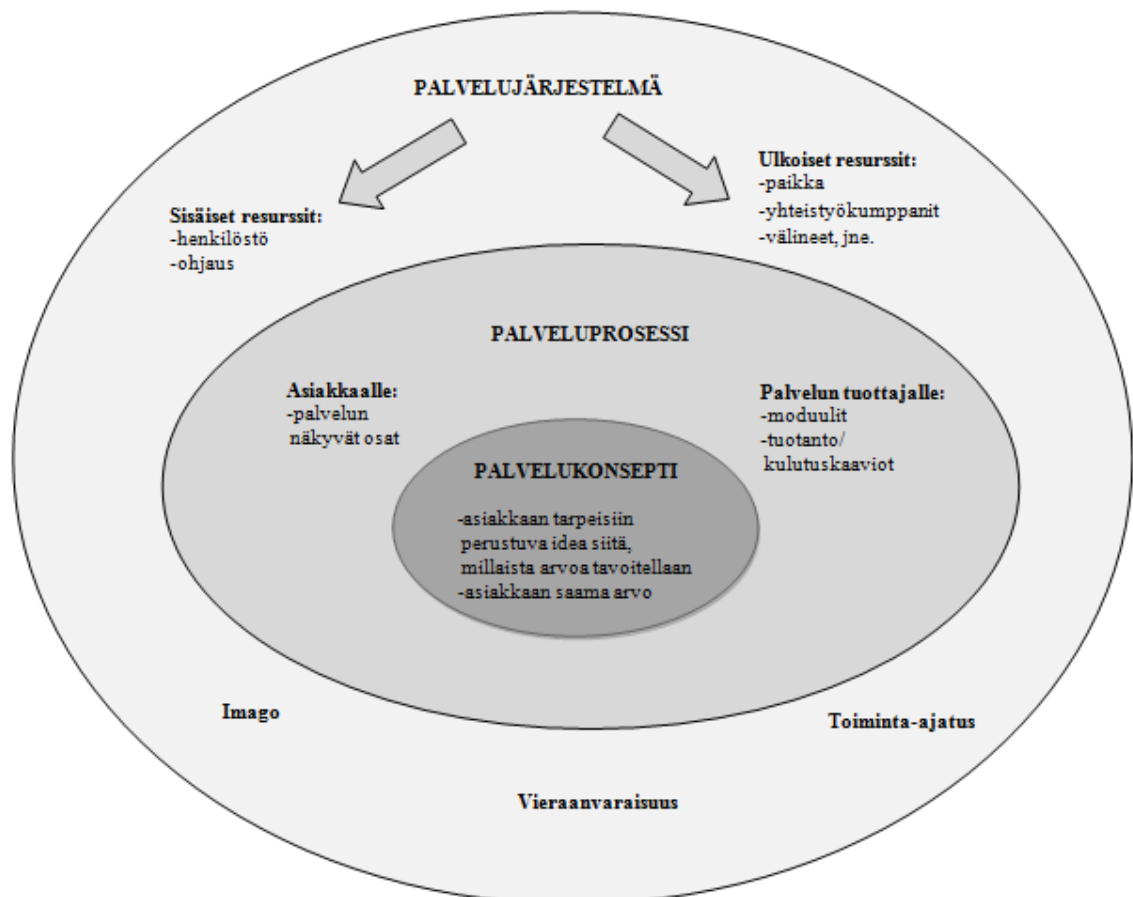 PALVELUJÄRJESTELMÄ
Sisäiset resurssit:
-henkilöstö
-ohjaus
Ulkoiset resurssit:
-paikka
-yhteistyökumppanit
-välineet, jne.
PALVELUPROSESSI
Asiakkaalle:
-palvelun
näkyvät osat
Palvelun tuottajalle:
-moduulit
-tuotanto/
kulutuskaaviot
PALVELUKONSEPTI
-asiakkaan tarpeisiin
perustuva idea siitä,
millaista arvoa tavoitellaan
-asiakkaan saama arvo
Imago
Toiminta-ajatus
Vieraanvaraisuus